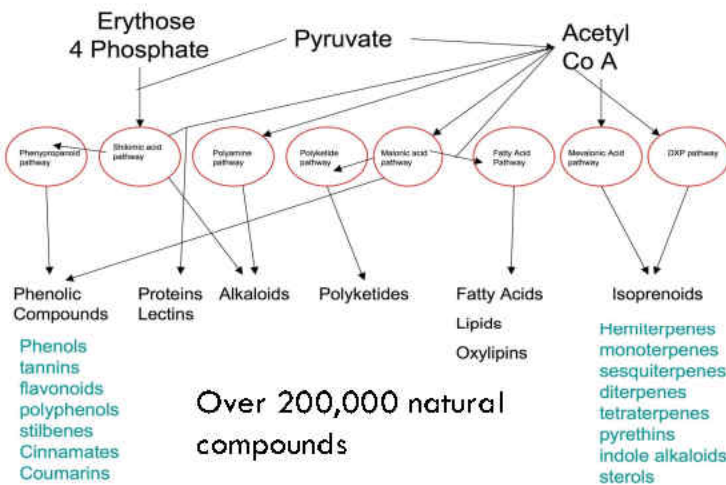 Erythose
4 Phosphate
Pyruvate
Acetyl
Co A
Phenypropanoid
pathway
Shikimic acid
pathway
Polyamine
pathway
Polyketide
pathway
Malonic acid
pathway
Fatty Acid
Pathway
Mevalonic Acid
pathway
DXP pathway
Phenolic
Compounds
Proteins
Lectins
Alkaloids
Polyketides
Fatty Acids
Lipids
Oxylipins
Isoprenoids
Phenols
tannins
flavonoids
polyphenols
stilbenes
Cinnamates
Coumarins
Over 200,000 natural
compounds
Hemiterpenes
monoterpenes
sesquiterpenes
diterpenes
tetraterpenes
pyrethins
indole alkaloids
sterols